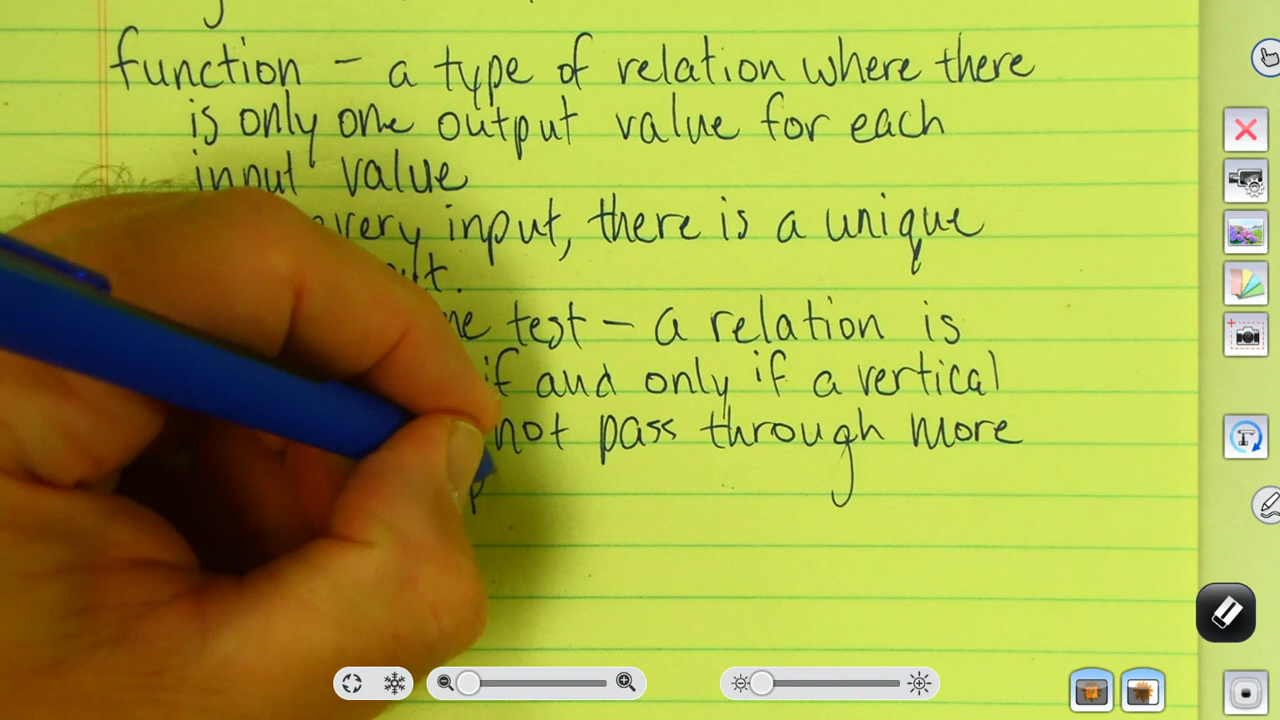 function – a type of relation where there
is only one output value for each
input value
every input, there is a unique
test – a relation is
if and only if a vertical
not pass through more
p